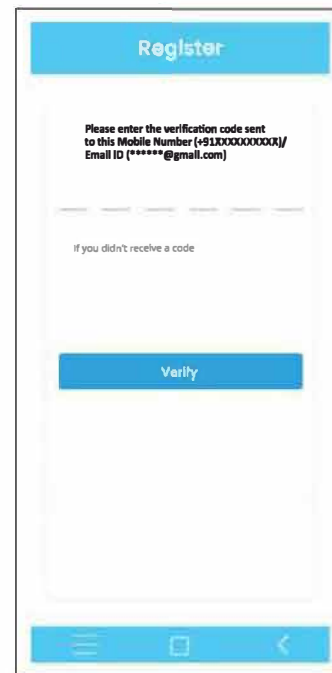 Register
Please enter the verification code sent
to this Mobile Number (+91XXXXXXXXXX)/
Email ID (******@gmail.com)
If you didn't receive a code
Verify